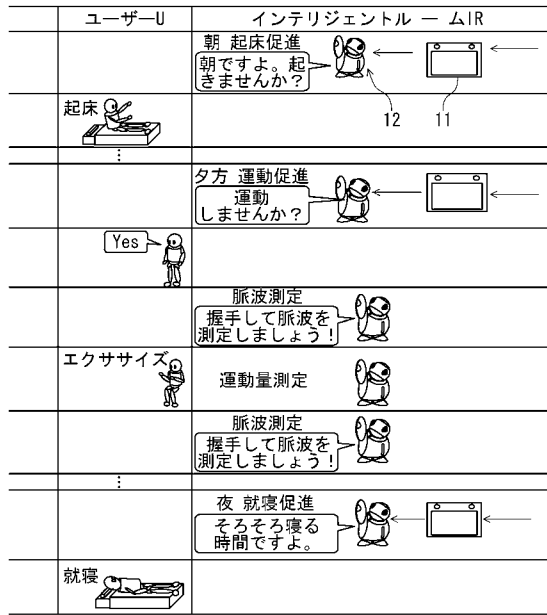 ユーザーU
インテリジェントル ー ムIR
朝 起床促進
朝ですよ。起
きませんか?
12
11
起床
⋮
夕方 運動促進
運動
しませんか?
Yes
脈波測定
握手して脈波を
測定しましょう!
エクササイズ
運動量測定
脈波測定
握手して脈波を
測定しましょう!
⋮
夜 就寝促進
そろそろ寝る
時間ですよ。
就寝